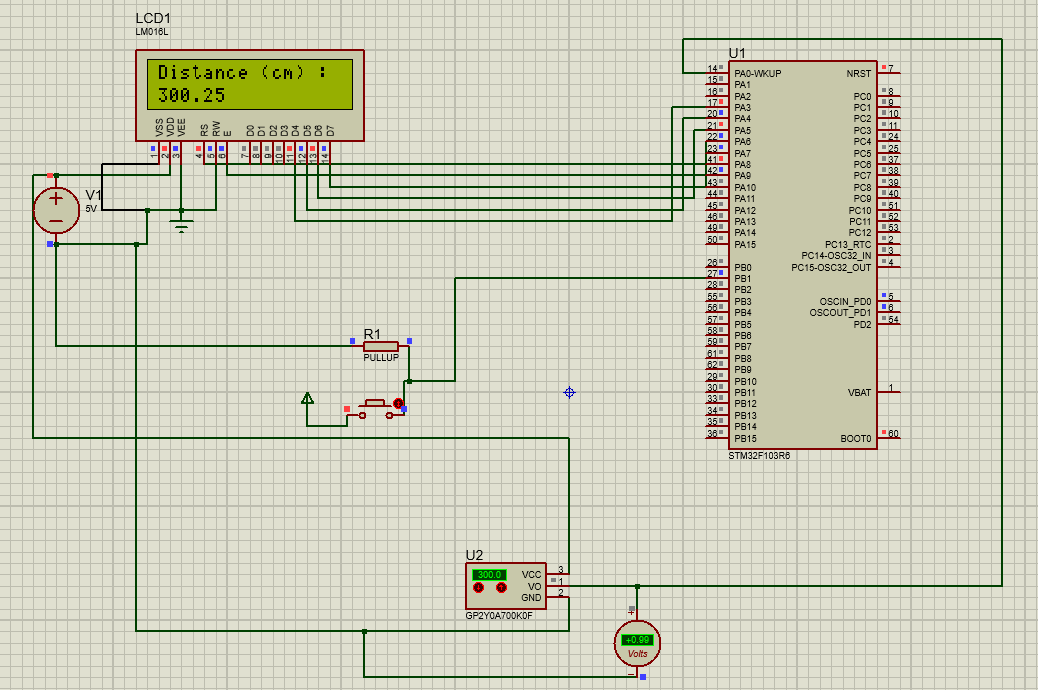 LCD1
LM016L
Distance (cm) :
300.25
VSS
VDD
VEE
RS
RW
E
D0
D1
D2
D3
D4
D5
D6
D7
1
2
3
4
5
6
7
8
9
10
11
12
13
14
V1
5V
R1
PULLUP
U1
14 PA0-WKUP
15 PA1
16 PA2
17 PA3
20 PA4
21 PA5
22 PA6
23 PA7
41 PA8
42 PA9
43 PA10
44 PA11
45 PA12
46 PA13
49 PA14
50 PA15
26 PB0
27 PB1
28 PB2
55 PB3
56 PB4
57 PB5
58 PB6
59 PB7
61 PB8
62 PB9
29 PB10
30 PB11
33 PB12
34 PB13
35 PB14
36 PB15
NRST 7
PC0 8
PC1 9
PC2 10
PC3 11
PC4 24
PC5 25
PC6 37
PC7 38
PC8 39
PC9 40
PC10 51
PC11 52
PC12 53
PC13_RTC 2
PC14-OSC32_IN 3
PC15-OSC32_OUT 4
OSCIN_PD0 5
OSCOUT_PD1 6
PD2 54
VBAT 1
BOOT0 60
STM32F103R6
U2
300.0
VCC 3
VO 1
GND 2
GP2Y0A700K0F
+0.99
Volts